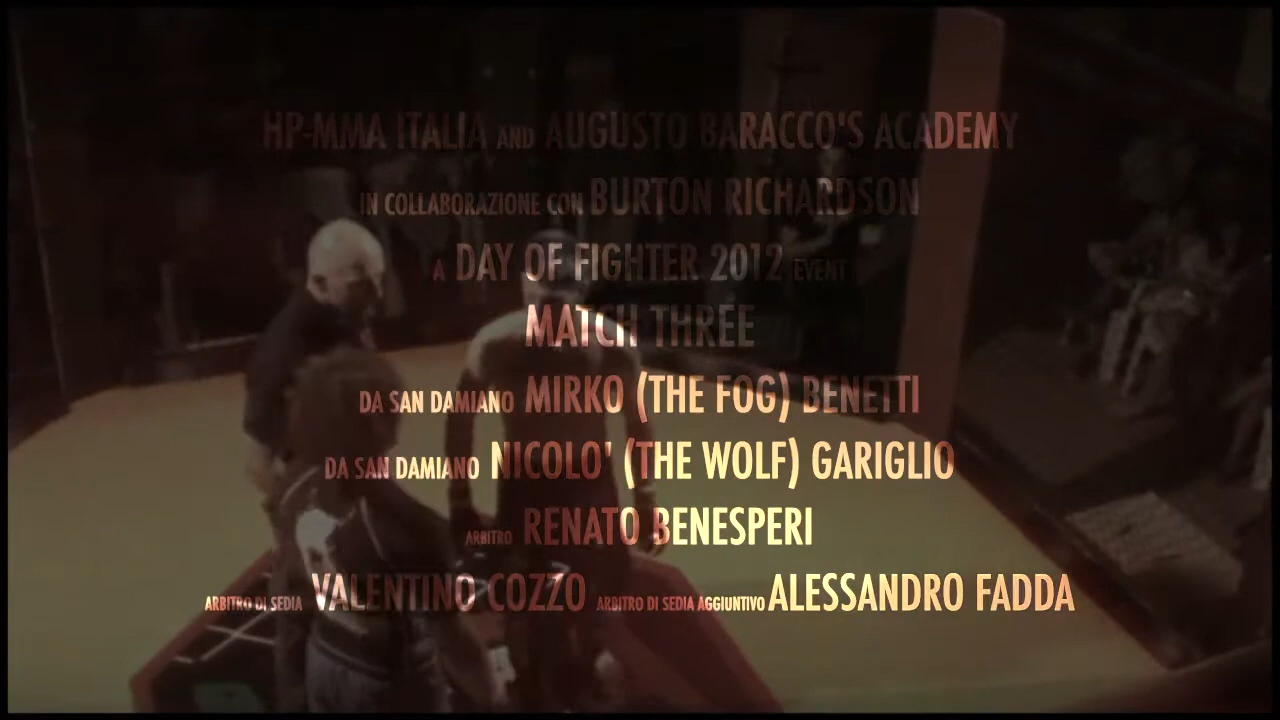 HP-MMA ITALIA AND AUGUSTO BARACCO'S ACADEMY
IN COLLABORAZIONE CON BURTON RICHARDSON
A DAY OF FIGHTER 2012 EVENT
MATCH THREE
DA SAN DAMIANO MIRKO (THE FOG) BENETTI
DA SAN DAMIANO NICOLO' (THE WOLF) GARIGLIO
ARBITRO RENATO BENESPERI
ARBITRO DI SEDIA VALENTINO COZZO ARBITRO DI SEDIA AGGIUNTIVO ALESSANDRO FADDA